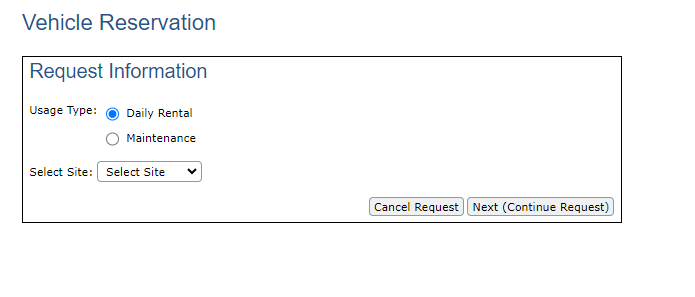 Vehicle Reservation
Request Information
Usage Type: Daily Rental
Maintenance
Select Site: Select Site
Cancel Request Next (Continue Request)